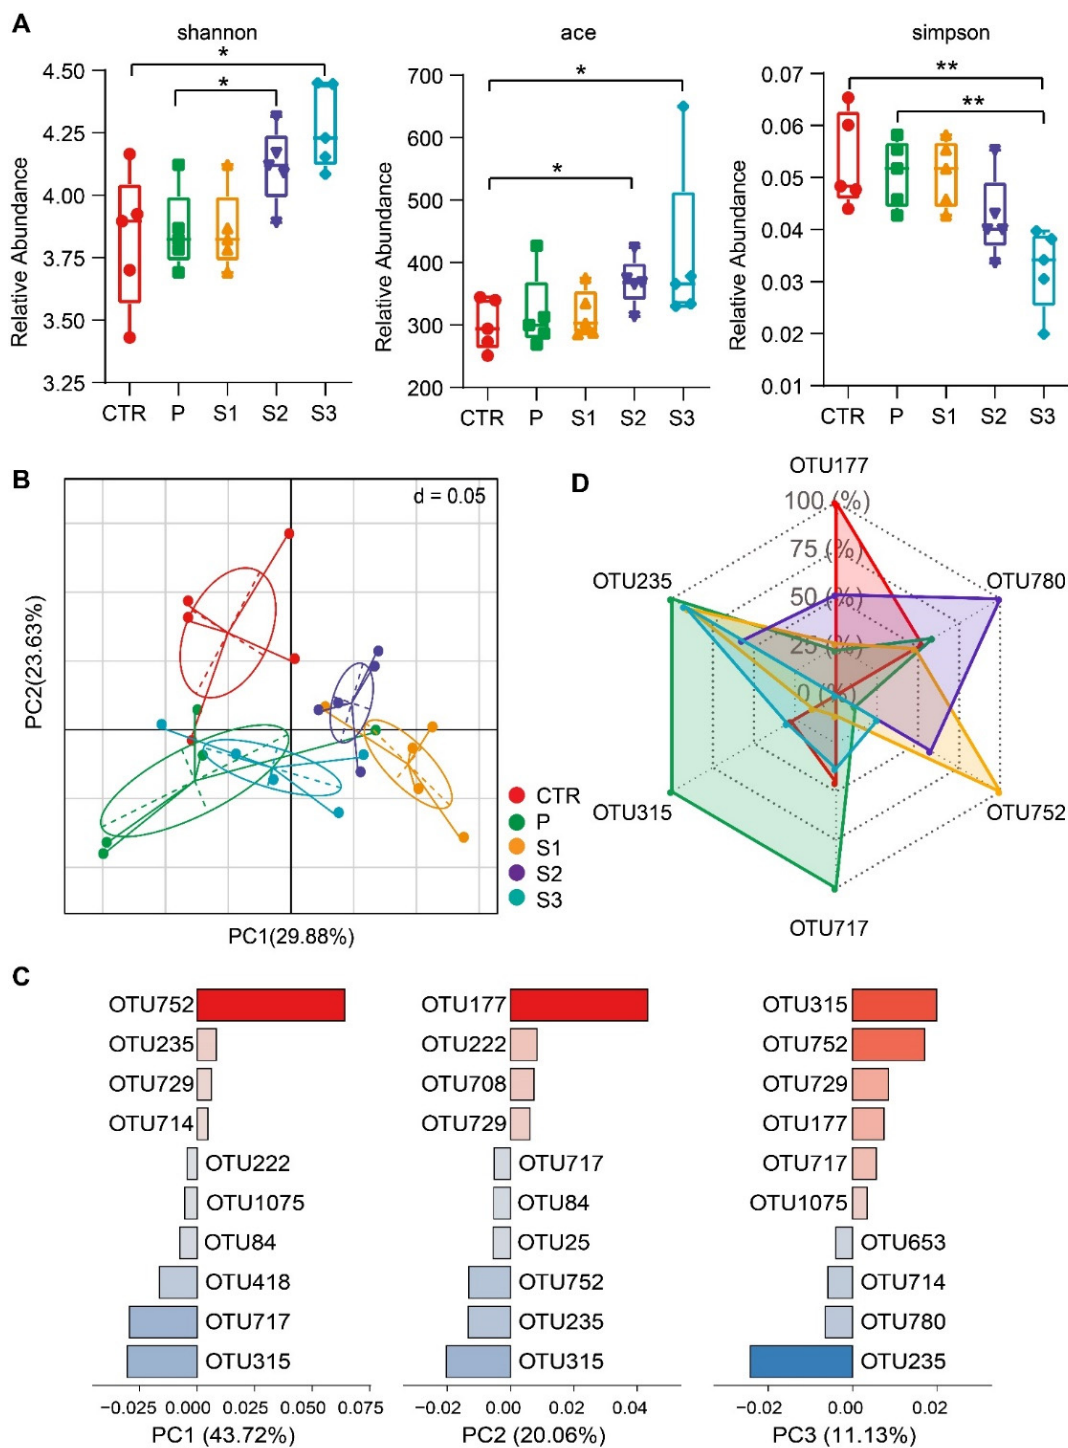 A
shannon
*
*
Relative Abundance
4.50
4.25
4.00
3.75
3.50
3.25
CTR P S1 S2 S3
ace
*
*
Relative Abundance
700
600
500
400
300
200
CTR P S1 S2 S3
simpson
**
**
Relative Abundance
0.07
0.06
0.05
0.04
0.03
0.02
0.01
CTR P S1 S2 S3
B
d = 0.05
PC2(23.63%)
PC1(29.88%)
CTR
P
S1
S2
S3
D
OTU177
100 (%)
75 (%)
50 (%)
25 (%)
0 (%)
OTU235
OTU780
OTU315
OTU752
OTU717
C
OTU752
OTU235
OTU729
OTU714
OTU222
OTU1075
OTU84
OTU418
OTU717
OTU315
−0.025 0.000 0.025 0.050 0.075
PC1 (43.72%)
OTU177
OTU222
OTU708
OTU729
OTU717
OTU84
OTU25
OTU752
OTU235
OTU315
−0.02 0.00 0.02 0.04
PC2 (20.06%)
OTU315
OTU752
OTU729
OTU177
OTU717
OTU1075
OTU653
OTU714
OTU780
OTU235
−0.02 0.00 0.02
PC3 (11.13%)